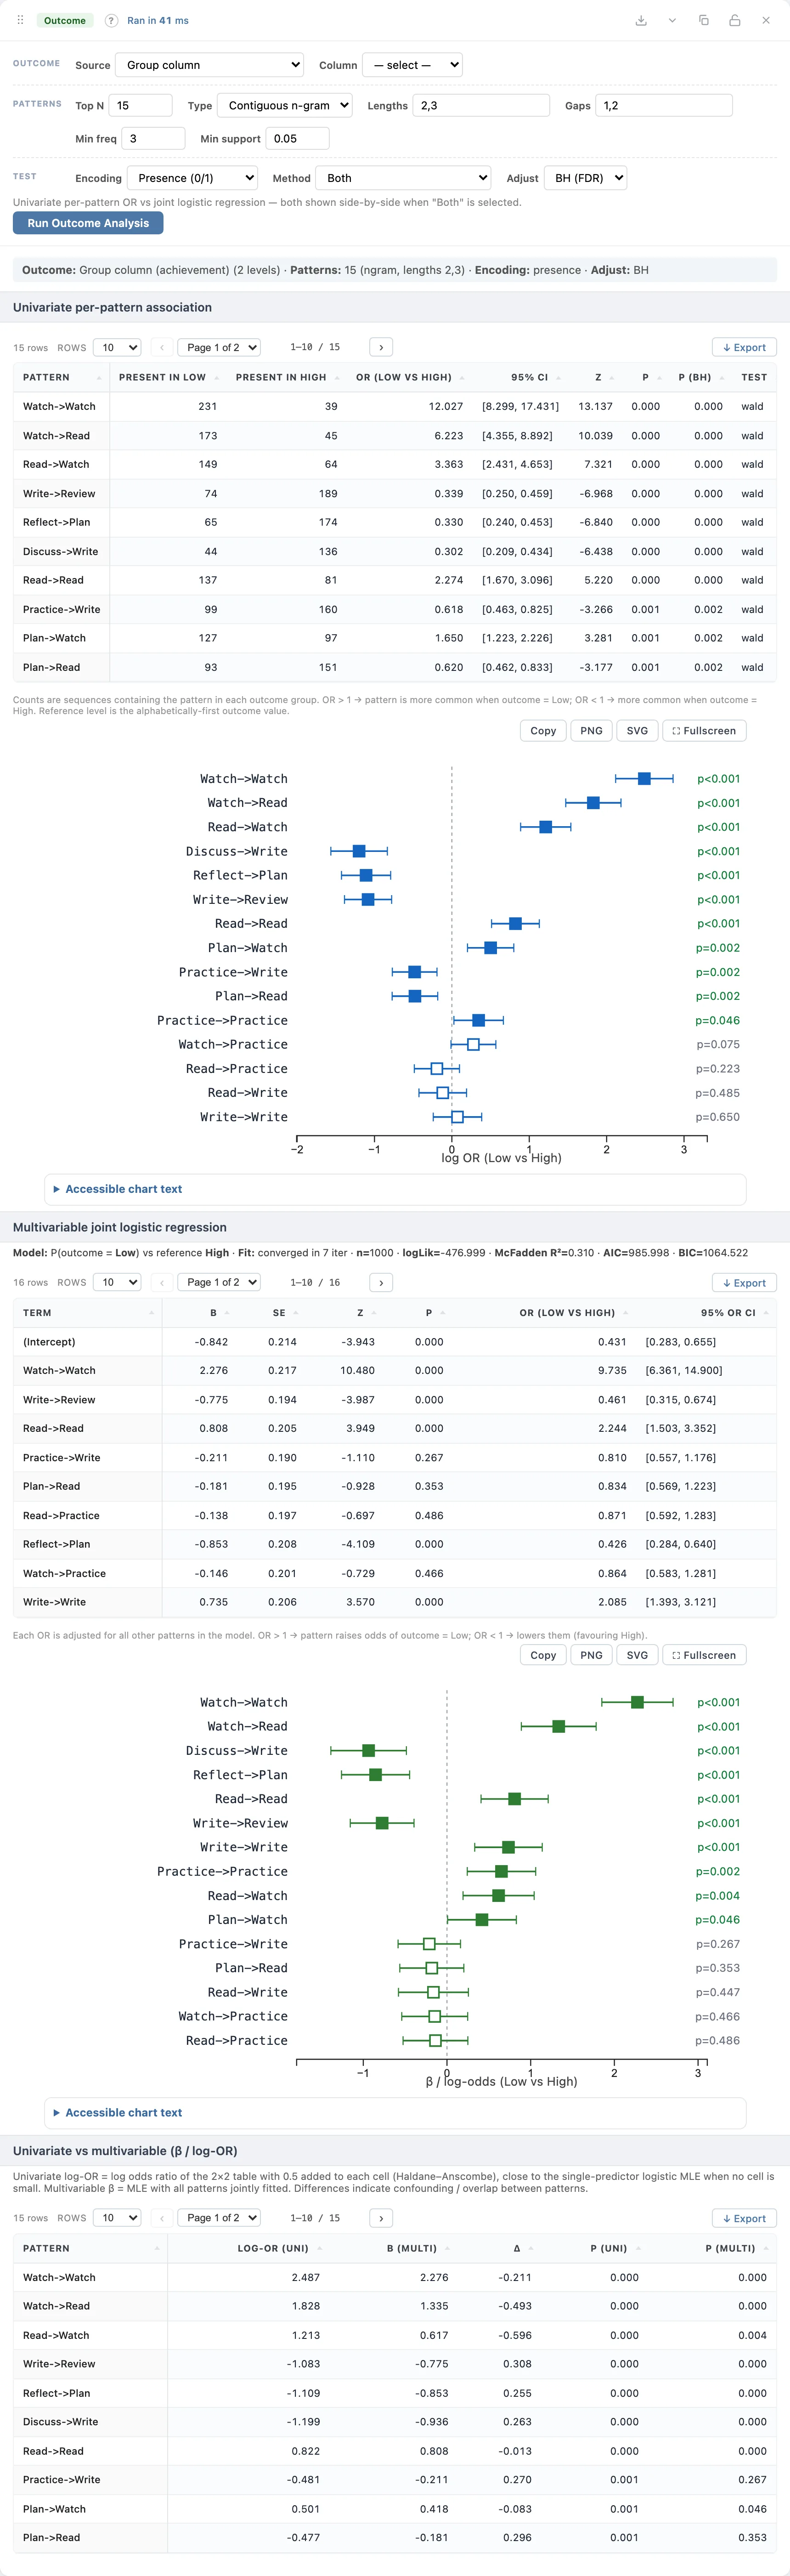 Outcome ? Ran in 41 ms
OUTCOME Source Group column Column — select —
PATTERNS Top N 15 Type Contiguous n-gram Lengths 2,3 Gaps 1,2
Min freq 3 Min support 0.05
TEST Encoding Presence (0/1) Method Both Adjust BH (FDR)
Univariate per-pattern OR vs joint logistic regression — both shown side-by-side when "Both" is selected.
Run Outcome Analysis
Outcome: Group column (achievement) (2 levels) · Patterns: 15 (ngram, lengths 2,3) · Encoding: presence · Adjust: BH
Univariate per-pattern association
15 rows ROWS 10 ‹ Page 1 of 2 1–10 / 15 › ↓ Export
PATTERN PRESENT IN LOW PRESENT IN HIGH OR (LOW VS HIGH) 95% CI Z P P (BH) TEST
Watch->Watch 231 39 12.027 [8.299, 17.431] 13.137 0.000 0.000 wald
Watch->Read 173 45 6.223 [4.355, 8.892] 10.039 0.000 0.000 wald
Read->Watch 149 64 3.363 [2.431, 4.653] 7.321 0.000 0.000 wald
Write->Review 74 189 0.339 [0.250, 0.459] -6.968 0.000 0.000 wald
Reflect->Plan 65 174 0.330 [0.240, 0.453] -6.840 0.000 0.000 wald
Discuss->Write 44 136 0.302 [0.209, 0.434] -6.438 0.000 0.000 wald
Read->Read 137 81 2.274 [1.670, 3.096] 5.220 0.000 0.000 wald
Practice->Write 99 160 0.618 [0.463, 0.825] -3.266 0.001 0.002 wald
Plan->Watch 127 97 1.650 [1.223, 2.226] 3.281 0.001 0.002 wald
Plan->Read 93 151 0.620 [0.462, 0.833] -3.177 0.001 0.002 wald
Counts are sequences containing the pattern in each outcome group. OR > 1 → pattern is more common when outcome = Low; OR < 1 → more common when outcome =
High. Reference level is the alphabetically-first outcome value.
Copy PNG SVG Fullscreen
Watch->Watch p<0.001
Watch->Read p<0.001
Read->Watch p<0.001
Discuss->Write p<0.001
Reflect->Plan p<0.001
Write->Review p<0.001
Read->Read p<0.001
Plan->Watch p=0.002
Practice->Write p=0.002
Plan->Read p=0.002
Practice->Practice p=0.046
Watch->Practice p=0.075
Read->Practice p=0.223
Read->Write p=0.485
Write->Write p=0.650
−2 −1 0 1 2 3
log OR (Low vs High)
Accessible chart text
Multivariable joint logistic regression
Model: P(outcome = Low) vs reference High · Fit: converged in 7 iter · n=1000 · logLik=-476.999 · McFadden R²=0.310 · AIC=985.998 · BIC=1064.522
16 rows ROWS 10 ‹ Page 1 of 2 1–10 / 16 › ↓ Export
TERM B SE Z P OR (LOW VS HIGH) 95% OR CI
(Intercept) -0.842 0.214 -3.943 0.000 0.431 [0.283, 0.655]
Watch->Watch 2.276 0.217 10.480 0.000 9.735 [6.361, 14.900]
Write->Review -0.775 0.194 -3.987 0.000 0.461 [0.315, 0.674]
Read->Read 0.808 0.205 3.949 0.000 2.244 [1.503, 3.352]
Practice->Write -0.211 0.190 -1.110 0.267 0.810 [0.557, 1.176]
Plan->Read -0.181 0.195 -0.928 0.353 0.834 [0.569, 1.223]
Read->Practice -0.138 0.197 -0.697 0.486 0.871 [0.592, 1.283]
Reflect->Plan -0.853 0.208 -4.109 0.000 0.426 [0.284, 0.640]
Watch->Practice -0.146 0.201 -0.729 0.466 0.864 [0.583, 1.281]
Write->Write 0.735 0.206 3.570 0.000 2.085 [1.393, 3.121]
Each OR is adjusted for all other patterns in the model. OR > 1 → pattern raises odds of outcome = Low; OR < 1 → lowers them (favouring High).
Copy PNG SVG Fullscreen
Watch->Watch p<0.001
Watch->Read p<0.001
Discuss->Write p<0.001
Reflect->Plan p<0.001
Read->Read p<0.001
Write->Review p<0.001
Write->Write p<0.001
Practice->Practice p=0.002
Read->Watch p=0.004
Plan->Watch p=0.046
Practice->Write p=0.267
Plan->Read p=0.353
Read->Write p=0.447
Watch->Practice p=0.466
Read->Practice p=0.486
−1 0 1 2 3
β / log-odds (Low vs High)
Accessible chart text
Univariate vs multivariable (β / log-OR)
Univariate log-OR = log odds ratio of the 2×2 table with 0.5 added to each cell (Haldane–Anscombe), close to the single-predictor logistic MLE when no cell is
small. Multivariable β = MLE with all patterns jointly fitted. Differences indicate confounding / overlap between patterns.
15 rows ROWS 10 ‹ Page 1 of 2 1–10 / 15 › ↓ Export
PATTERN LOG-OR (UNI) B (MULTI) Δ P (UNI) P (MULTI)
Watch->Watch 2.487 2.276 -0.211 0.000 0.000
Watch->Read 1.828 1.335 -0.493 0.000 0.000
Read->Watch 1.213 0.617 -0.596 0.000 0.004
Write->Review -1.083 -0.775 0.308 0.000 0.000
Reflect->Plan -1.109 -0.853 0.255 0.000 0.000
Discuss->Write -1.199 -0.936 0.263 0.000 0.000
Read->Read 0.822 0.808 -0.013 0.000 0.000
Practice->Write -0.481 -0.211 0.270 0.001 0.267
Plan->Watch 0.501 0.418 -0.083 0.001 0.046
Plan->Read -0.477 -0.181 0.296 0.001 0.353